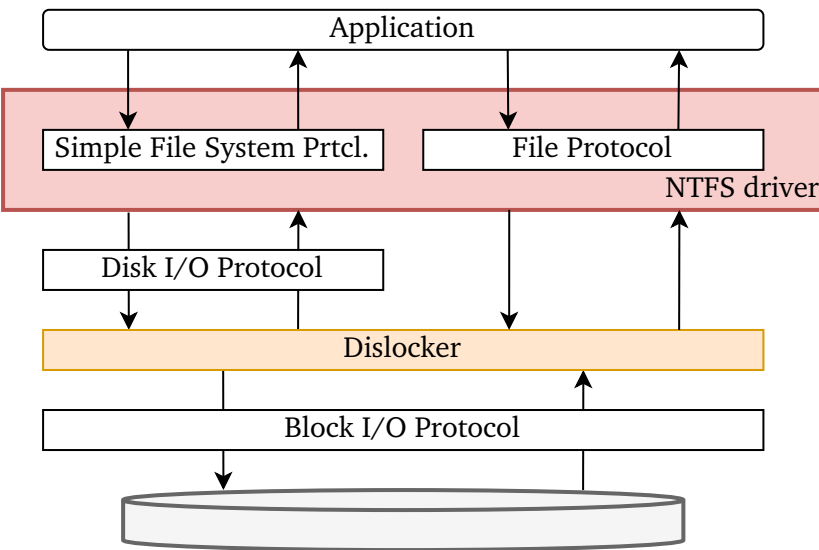 Application
Simple File System Prtcl.
File Protocol
NTFS driver
Disk I/O Protocol
Dislocker
Block I/O Protocol